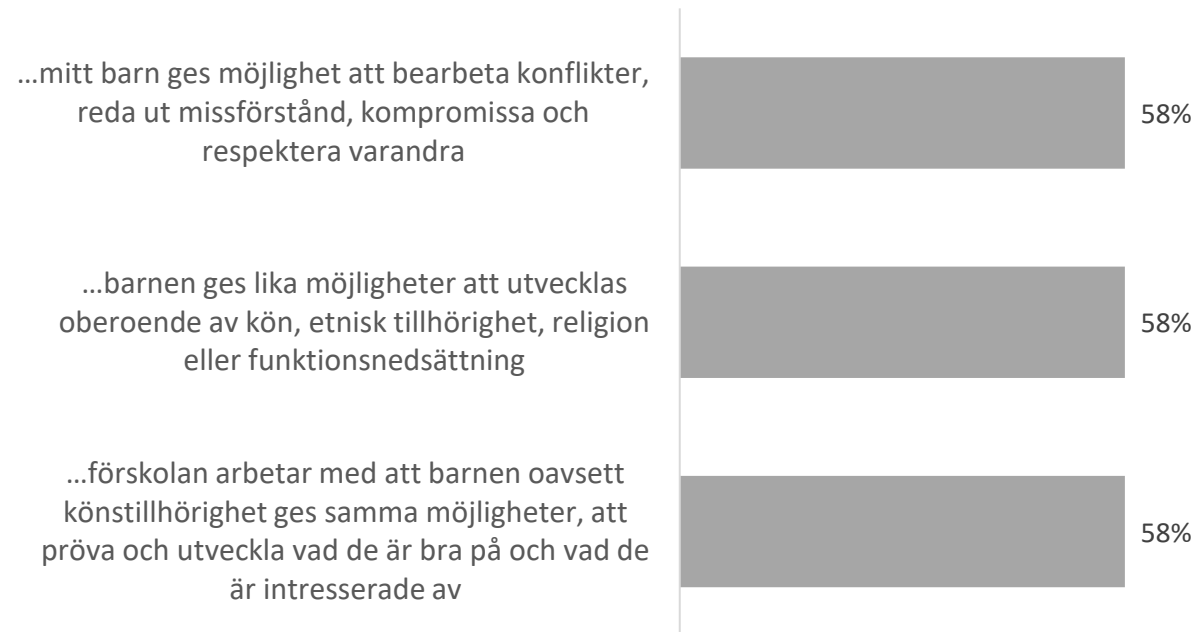 …mitt barn ges möjlighet att bearbeta konflikter,
reda ut missförstånd, kompromissa och
respektera varandra
58%
…barnen ges lika möjligheter att utvecklas
oberoende av kön, etnisk tillhörighet, religion
eller funktionsnedsättning
58%
…förskolan arbetar med att barnen oavsett
könstillhörighet ges samma möjligheter, att
pröva och utveckla vad de är bra på och vad de
är intresserade av
58%